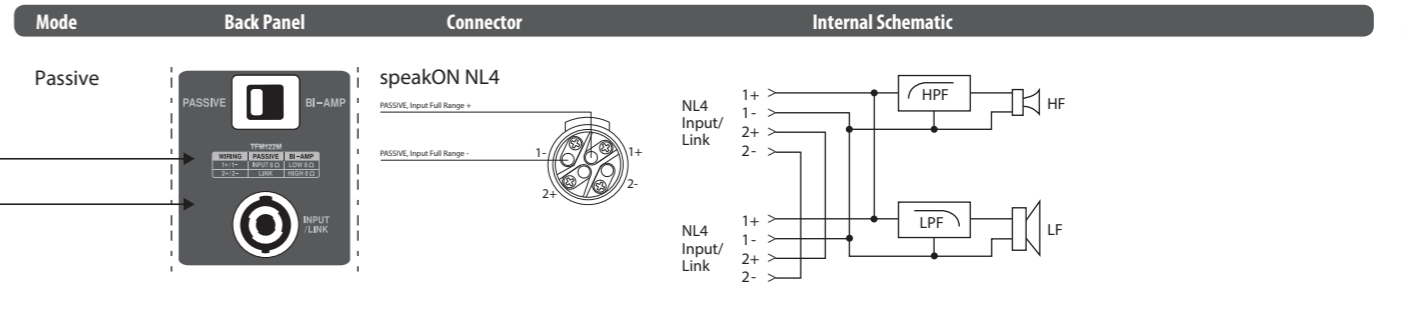 Mode Back Panel Connector Internal Schematic
Passive
PASSIVE BI-AMP
TFM122M
WIRING PASSIVE BI-AMP
1+/1- INPUT 8 Ω LOW 8 Ω
2+/2- LINK HIGH 8 Ω
INPUT
/LINK
speakON NL4
PASSIVE, Input Full Range +
PASSIVE, Input Full Range -
1- 1+
2+ 2-
NL4
Input/
Link
1+
1-
2+
2-
HPF
HF
NL4
Input/
Link
1+
1-
2+
2-
LPF
LF